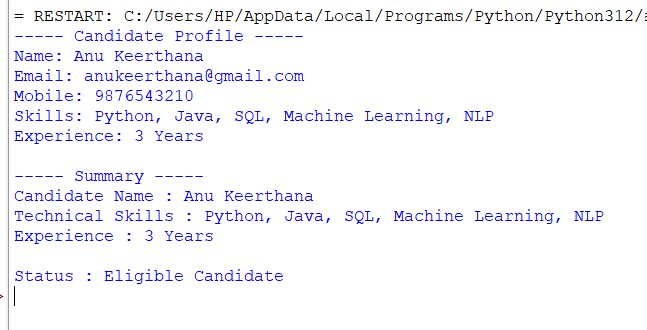 = RESTART: C:/Users/HP/AppData/Local/Programs/Python/Python312/
----- Candidate Profile -----
Name: Anu Keerthana
Email: anukeerthana@gmail.com
Mobile: 9876543210
Skills: Python, Java, SQL, Machine Learning, NLP
Experience: 3 Years
----- Summary -----
Candidate Name : Anu Keerthana
Technical Skills : Python, Java, SQL, Machine Learning, NLP
Experience : 3 Years
Status : Eligible Candidate